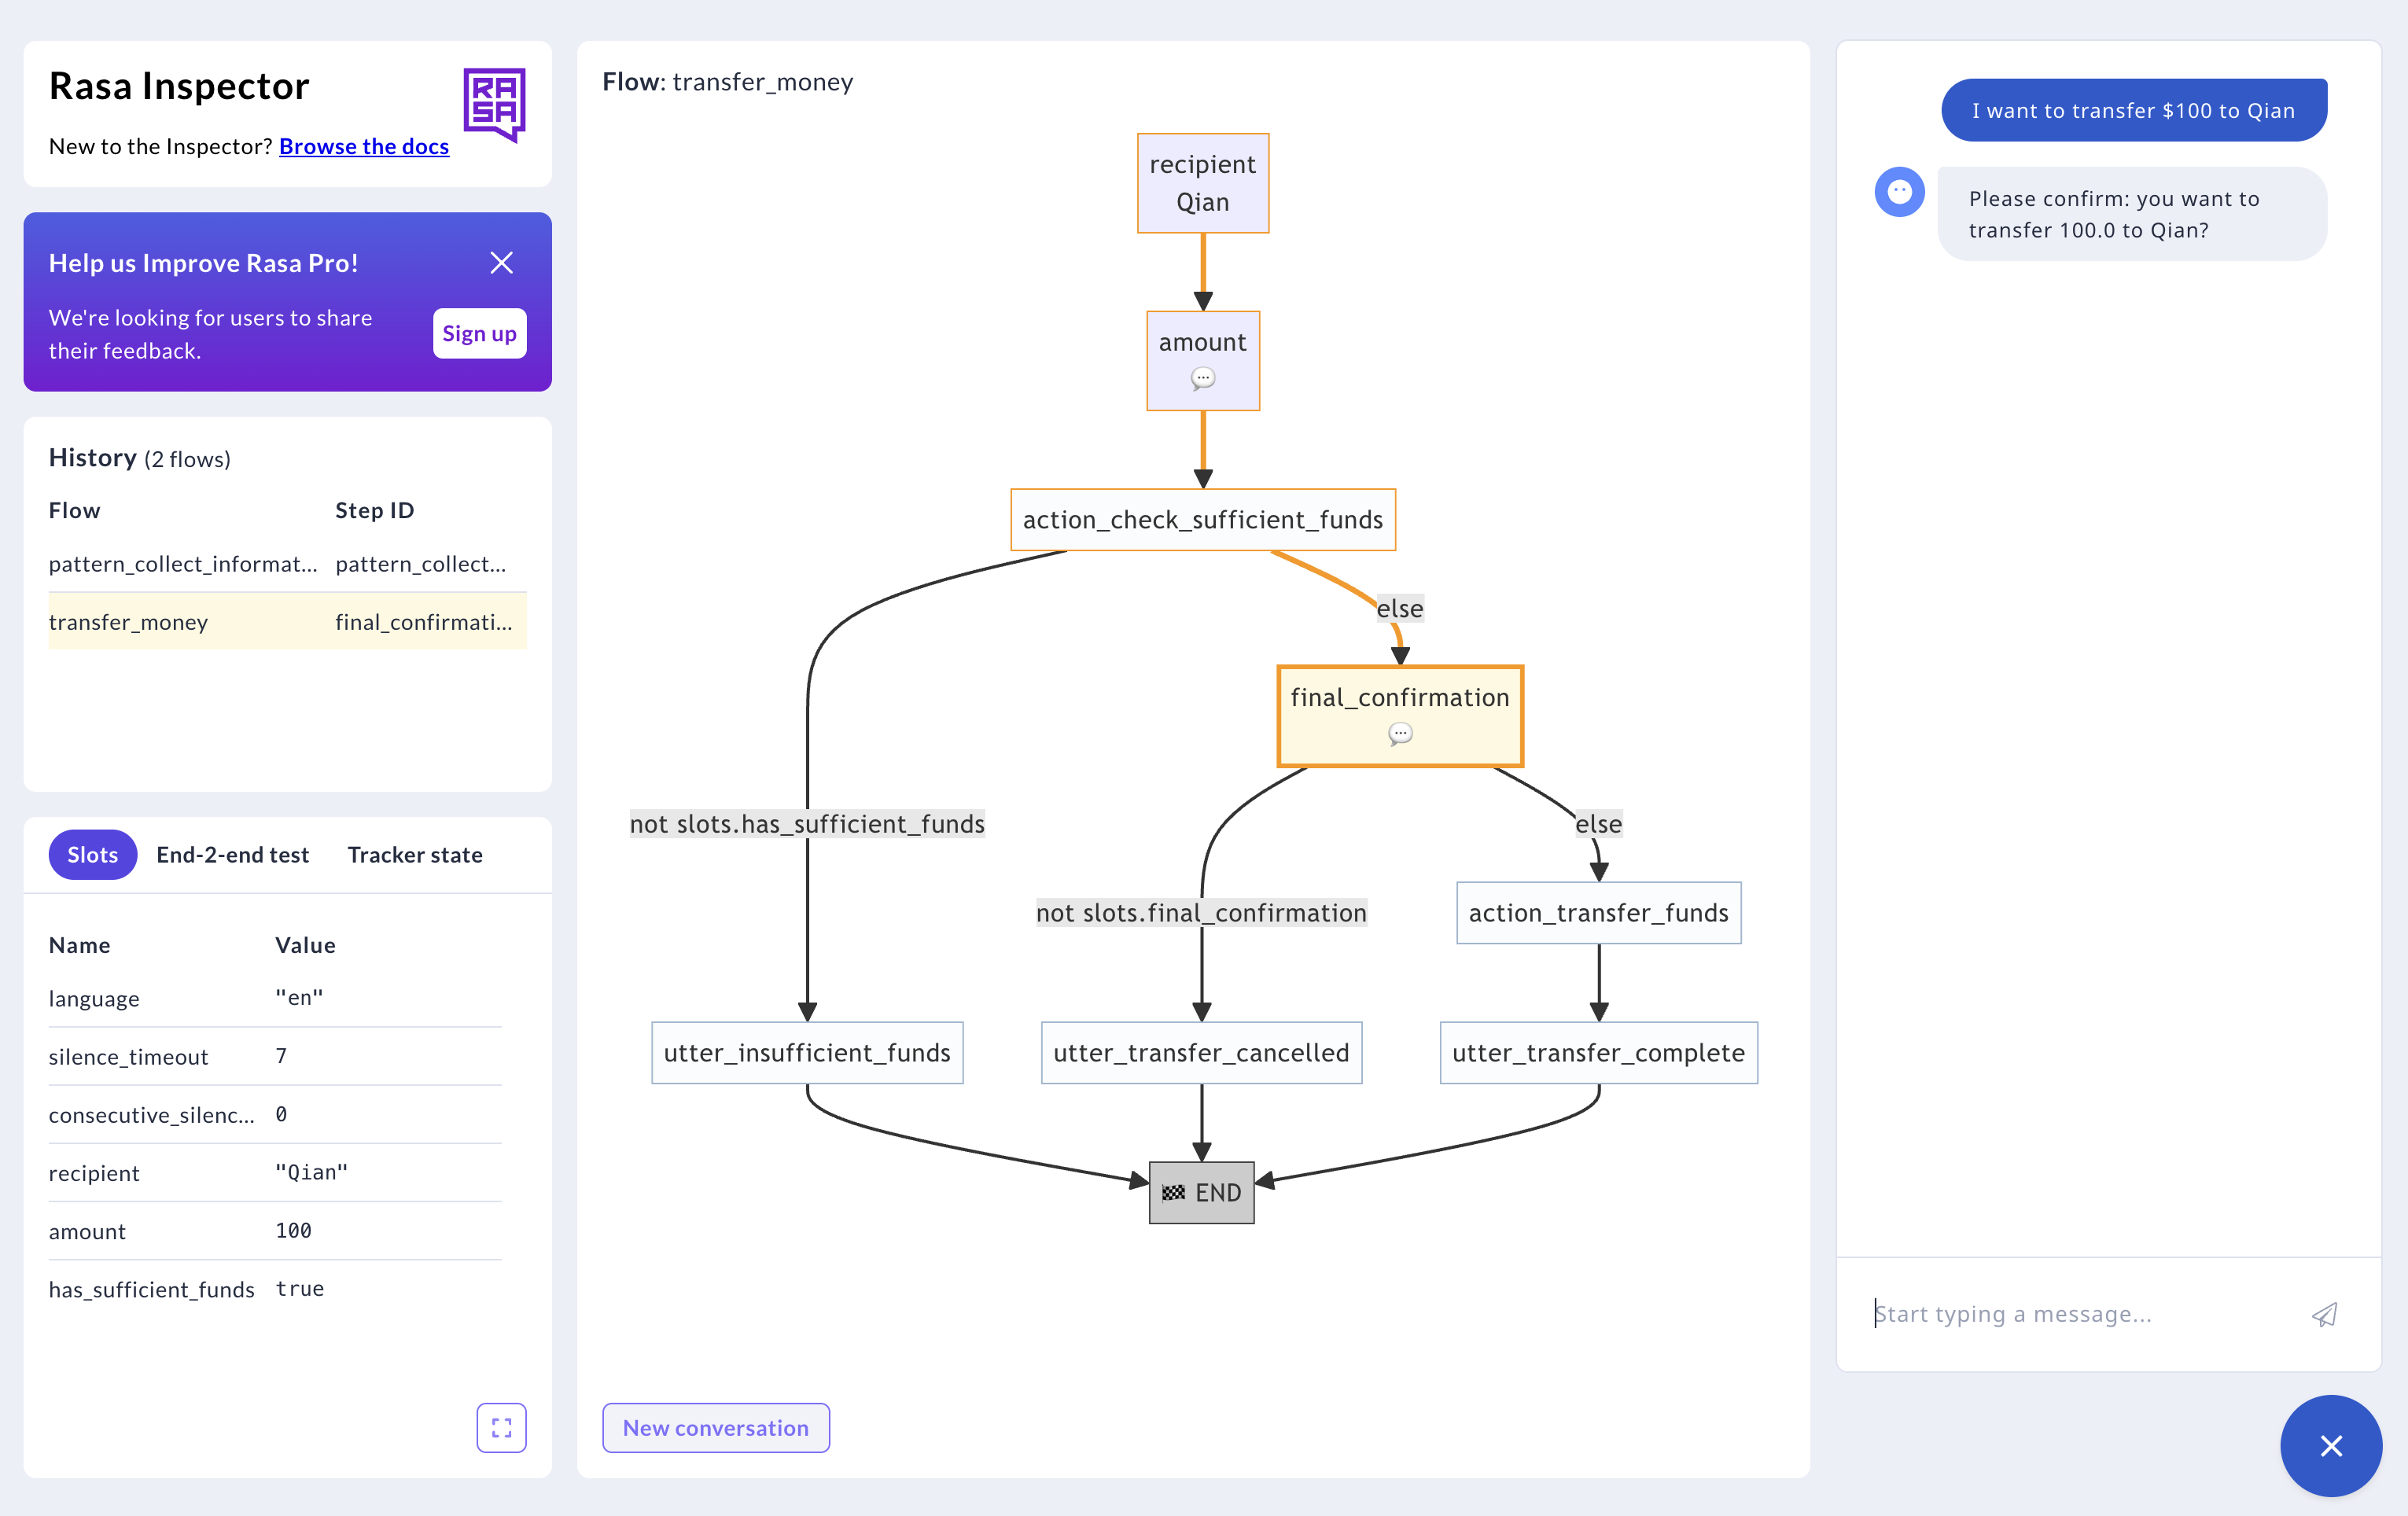 Rasa Inspector
RA
SA
New to the Inspector? Browse the docs
Help us Improve Rasa Pro!
We're looking for users to share
their feedback.
Sign up
History (2 flows)
Flow Step ID
pattern_collect_informat... pattern_collect...
transfer_money final_confirmati...
Slots End-2-end test Tracker state
Name Value
language "en"
silence_timeout 7
consecutive_silenc... 0
recipient "Qian"
amount 100
has_sufficient_funds true
Flow: transfer_money
recipient
Qian
amount
action_check_sufficient_funds
else
final_confirmation
not slots.has_sufficient_funds
else
not slots.final_confirmation
action_transfer_funds
utter_insufficient_funds
utter_transfer_cancelled
utter_transfer_complete
END
New conversation
I want to transfer $100 to Qian
Please confirm: you want to
transfer 100.0 to Qian?
Start typing a message...